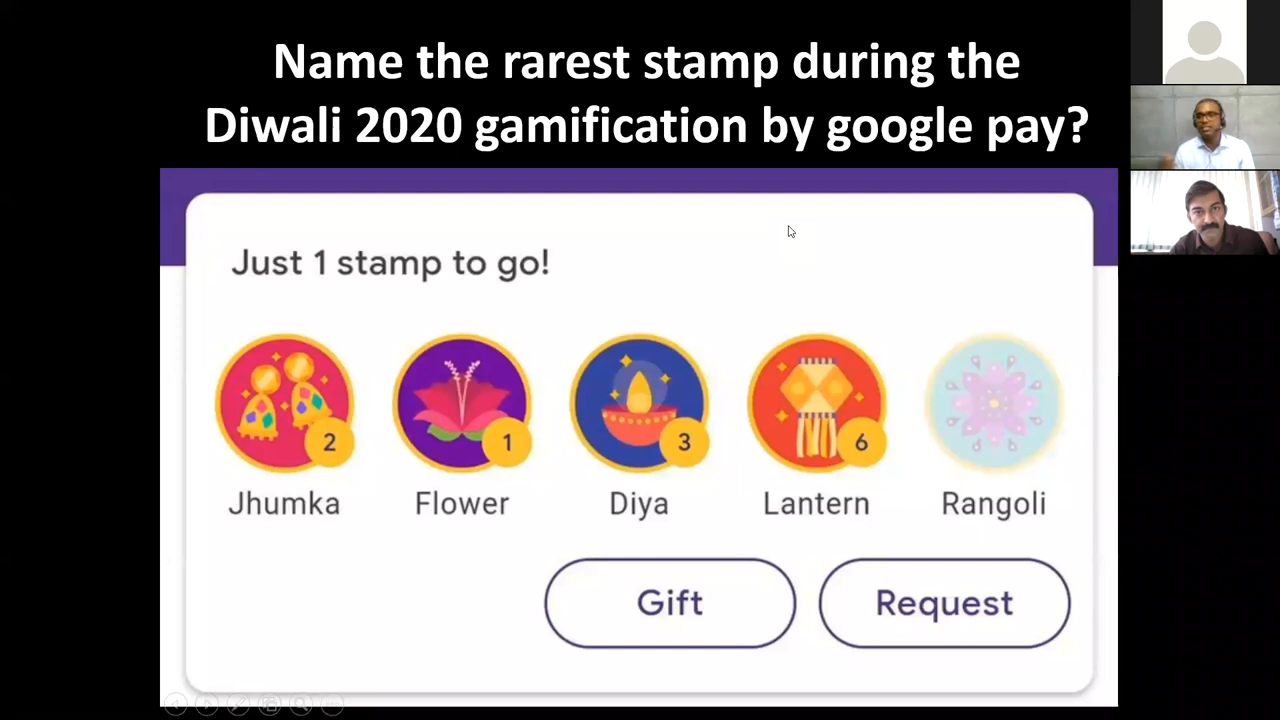 Name the rarest stamp during the
Diwali 2020 gamification by google pay?
Just 1 stamp to go!
2 1 3 6
Jhumka Flower Diya Lantern Rangoli
Gift Request